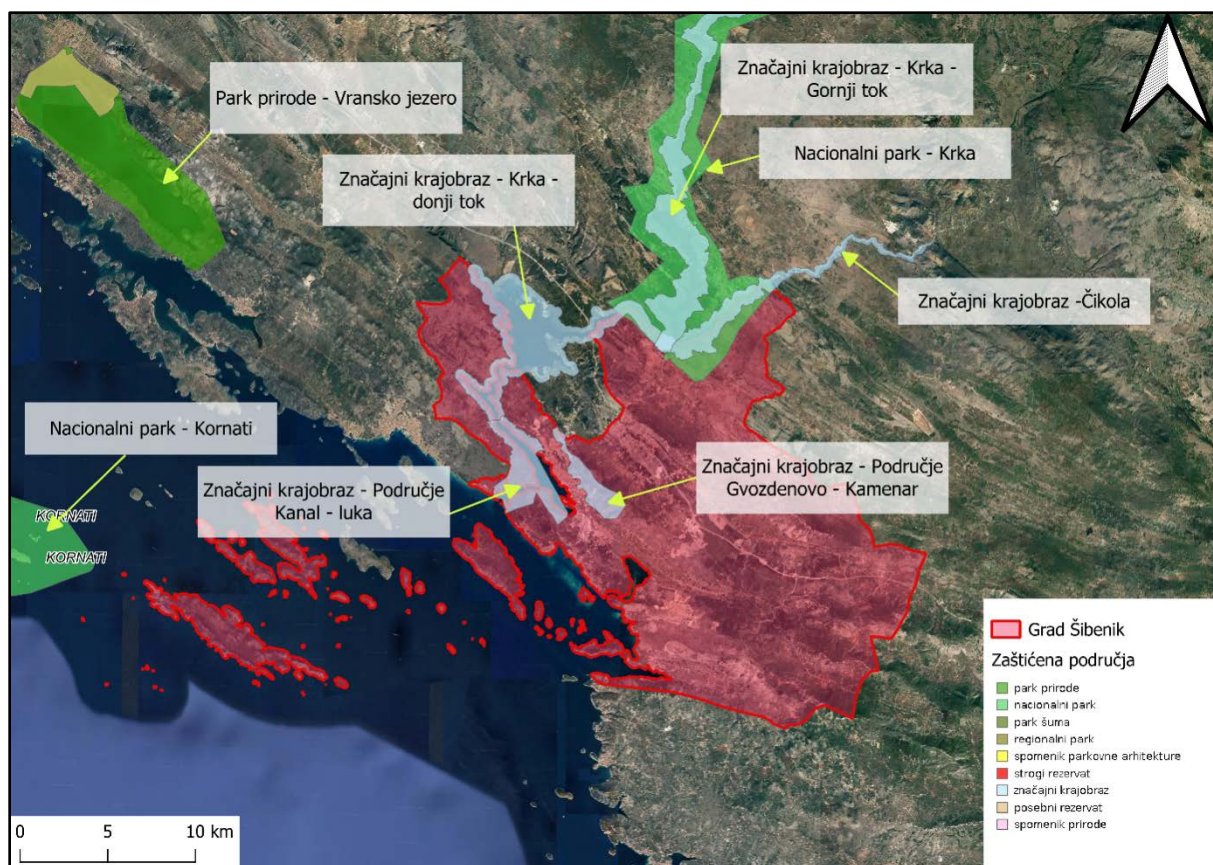 Značajni krajobraz - Krka -
Gornji tok
Park prirode - Vransko jezero
Nacionalni park - Krka
Značajni krajobraz - Krka -
donji tok
Značajni krajobraz -Čikola
Nacionalni park - Kornati
Značajni krajobraz - Područje
Kanal - luka
Značajni krajobraz - Područje
Gvozdenovo - Kamenar
KORNATI
KORNATI
Grad Šibenik
Zaštićena područja
park prirode
nacionalni park
park šuma
regionalni park
spomenik parkovne arhitekture
strogi rezervat
značajni krajobraz
posebni rezervat
spomenik prirode
0 5 10 km